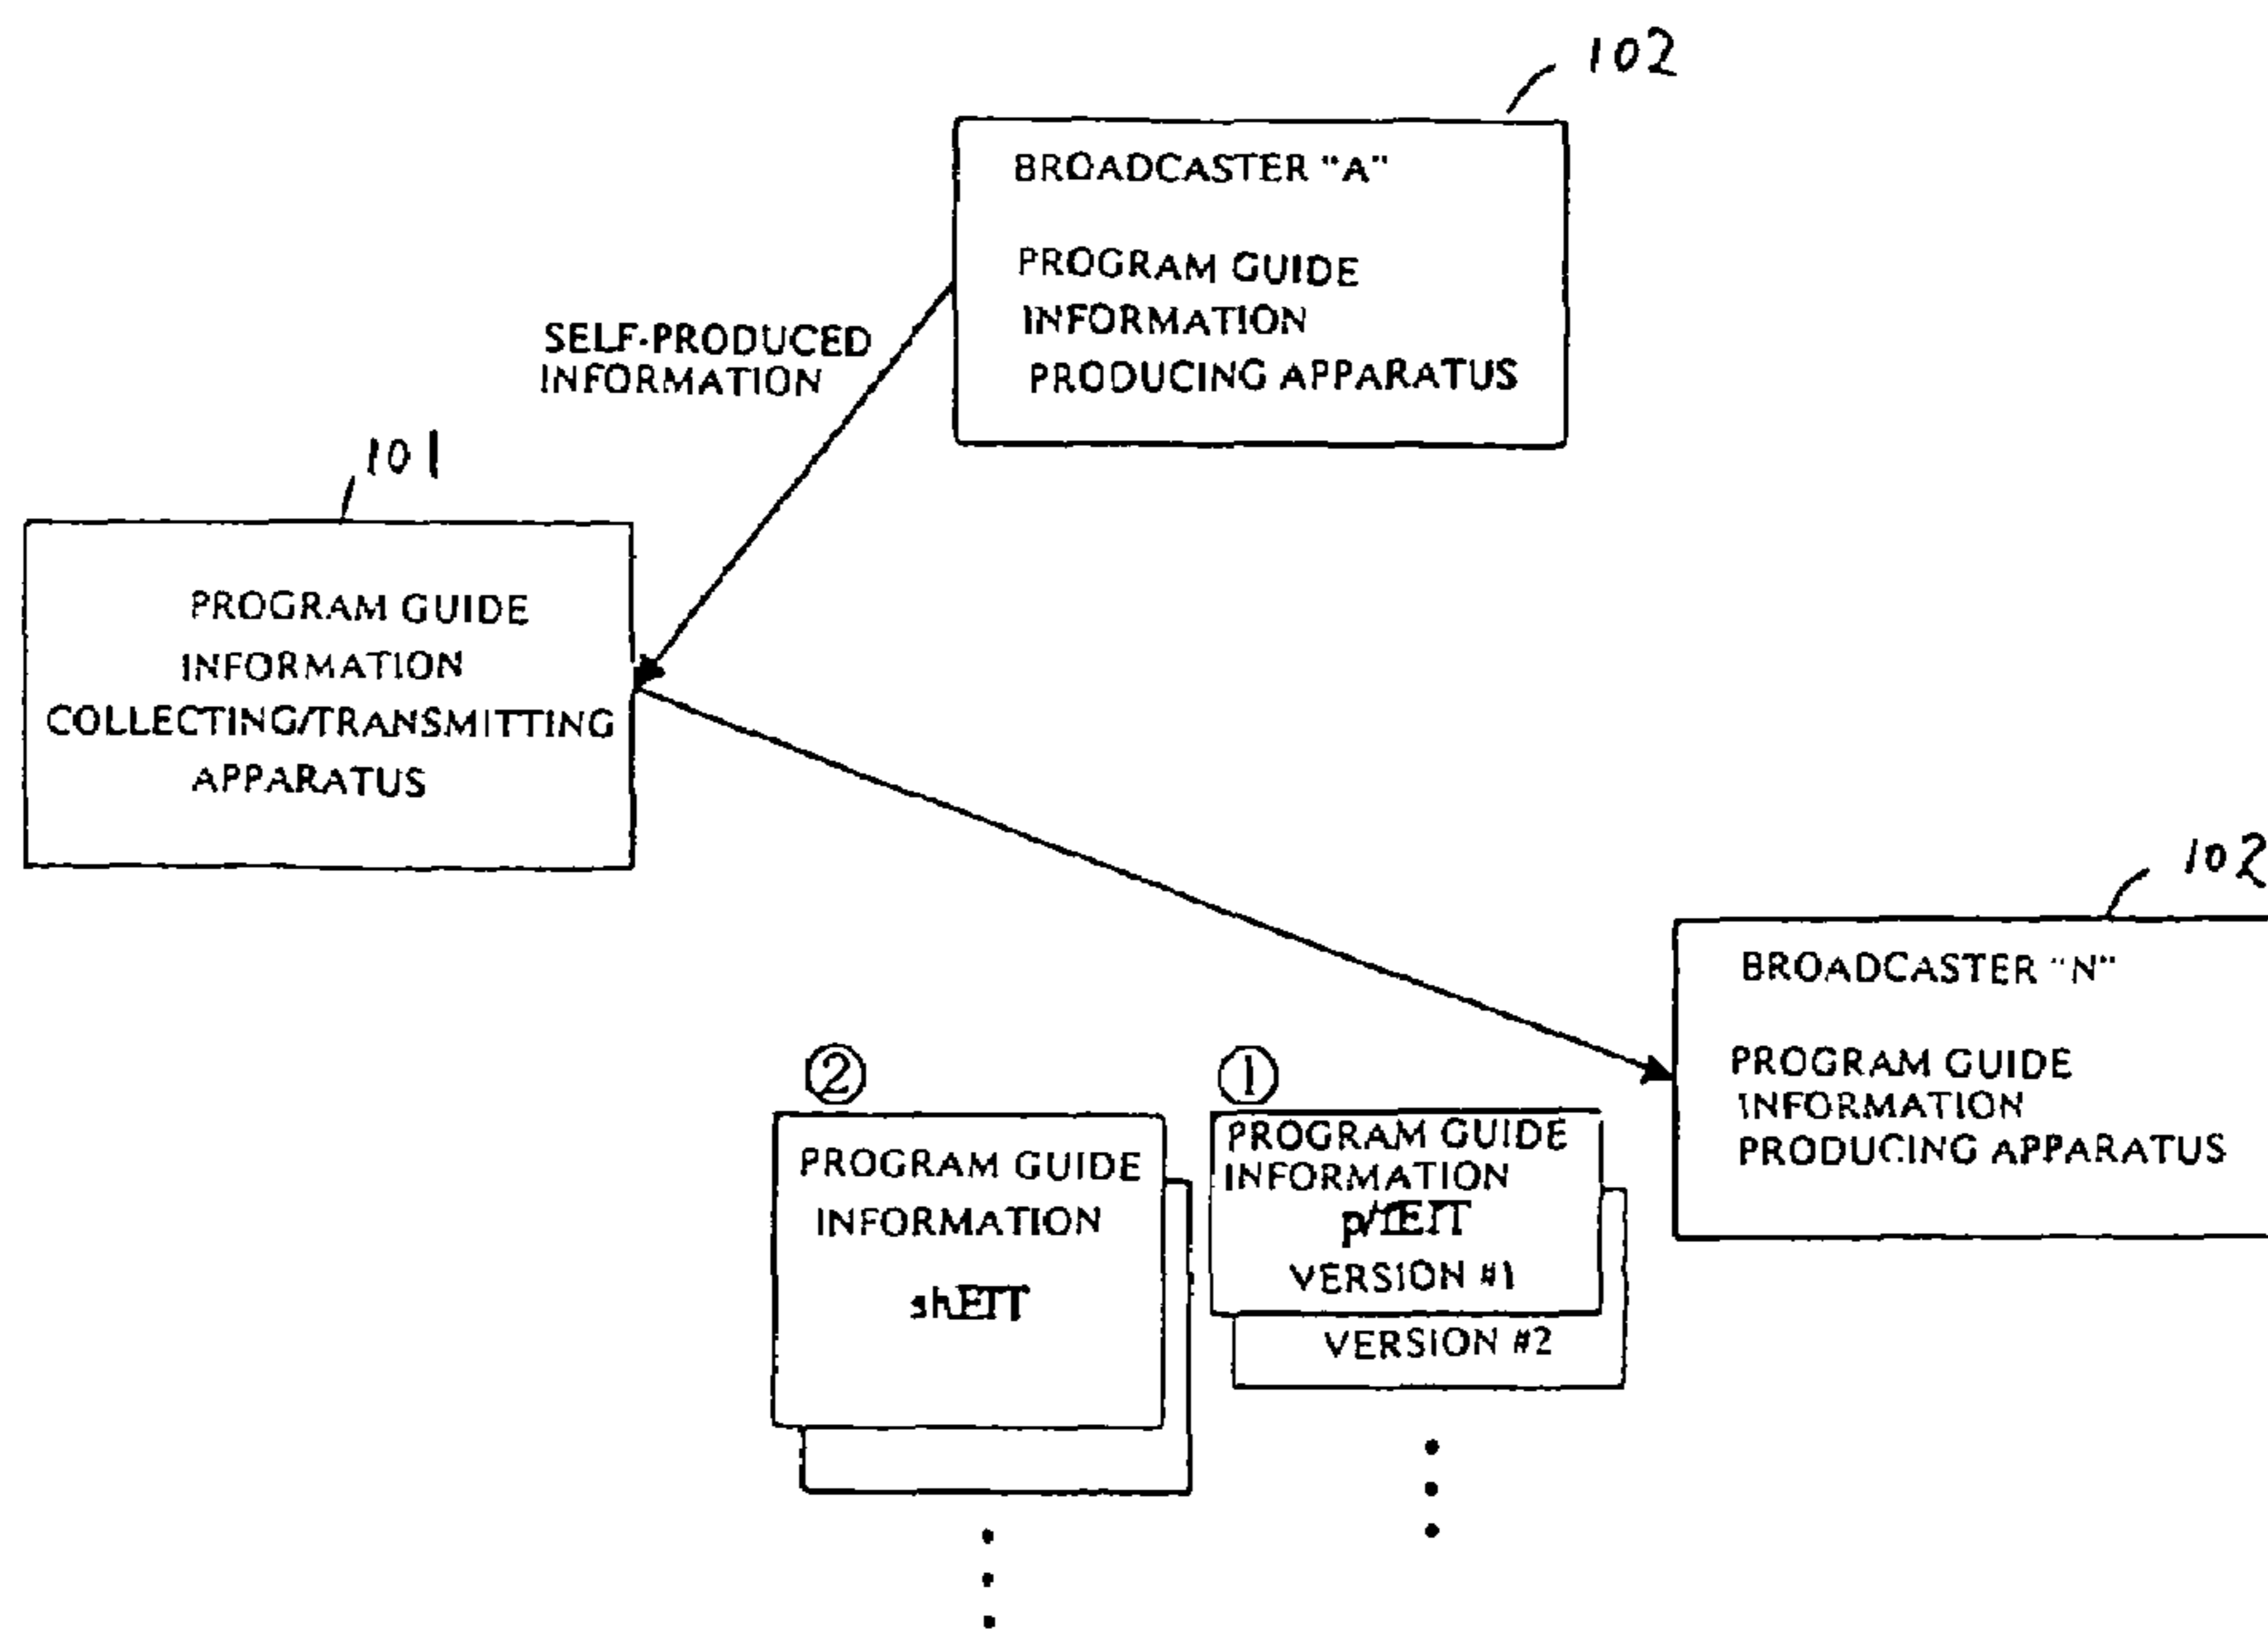 102
BROADCASTER "A"
PROGRAM GUIDE
INFORMATION
PRODUCING APPARATUS
SELF-PRODUCED
INFORMATION
101
PROGRAM GUIDE
INFORMATION
COLLECTING/TRANSMITTING
APPARATUS
102
BROADCASTER "N"
PROGRAM GUIDE
INFORMATION
PRODUCING APPARATUS
②
PROGRAM GUIDE
INFORMATION
shEIT
①
PROGRAM GUIDE
INFORMATION
p/fEIT
VERSION #1
VERSION #2